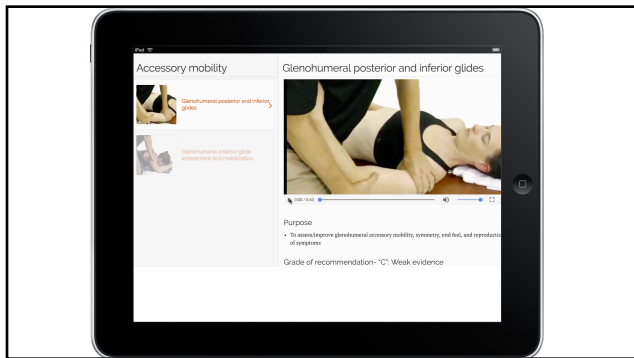 iPad
Accessory mobility
Glenohumeral posterior and inferior glides
Glenohumeral posterior and inferior
glides
Glenohumeral anterior glide
assessment and mobilization
0:00 / 0:40
Purpose
• To assess/improve glenohumeral accessory mobility, symmetry, end feel, and reproductio
of symptoms
Grade of recommendation- "C": Weak evidence